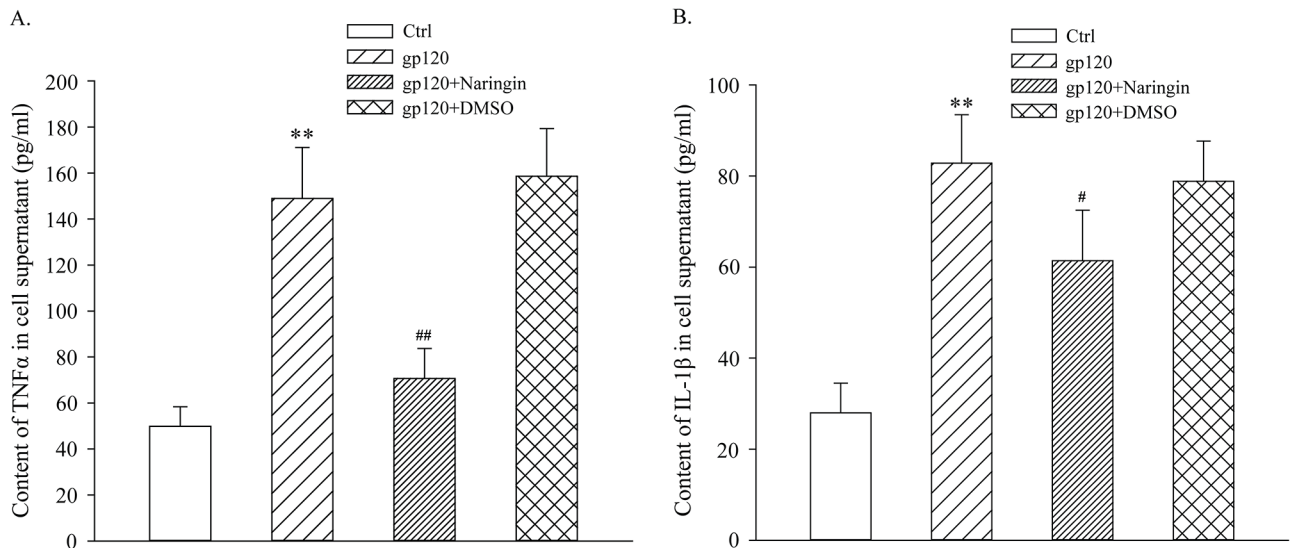 A.
Ctrl
gp120
gp120+Naringin
gp120+DMSO
Content of TNFα in cell supernatant (pg/ml)
200
180
160
140
120
100
80
60
40
20
0
**
##
B.
Ctrl
gp120
gp120+Naringin
gp120+DMSO
Content of IL-1β in cell supernatant (pg/ml)
100
80
60
40
20
0
**
#